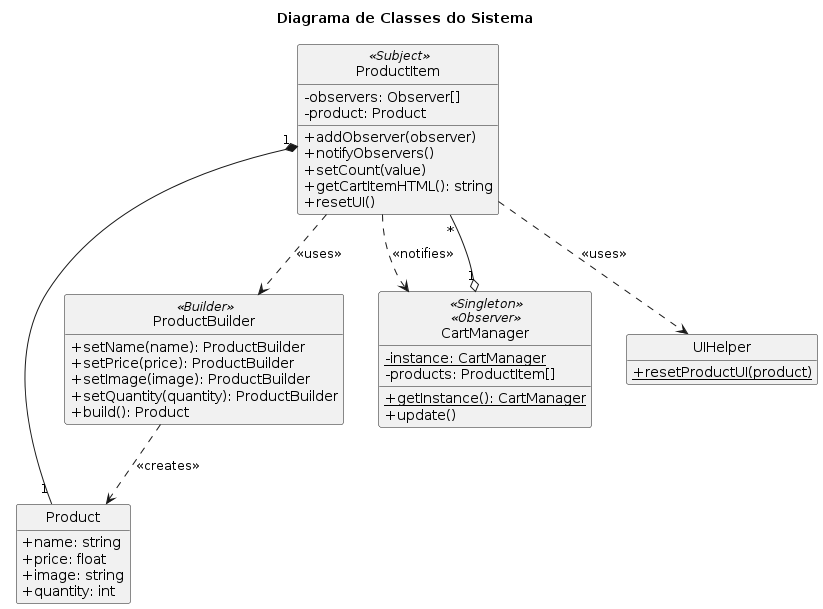 Diagrama de Classes do Sistema
«Subject»
ProductItem
-observers: Observer[]
-product: Product
+addObserver(observer)
+notifyObservers()
+setCount(value)
+getCartItemHTML(): string
+resetUI()
1
*
«uses»
«notifies»
«uses»
1
«Builder»
ProductBuilder
+setName(name): ProductBuilder
+setPrice(price): ProductBuilder
+setImage(image): ProductBuilder
+setQuantity(quantity): ProductBuilder
+build(): Product
«Singleton»
«Observer»
CartManager
-instance: CartManager
-products: ProductItem[]
+getInstance(): CartManager
+update()
UIHelper
+resetProductUI(product)
«creates»
1
Product
+name: string
+price: float
+image: string
+quantity: int